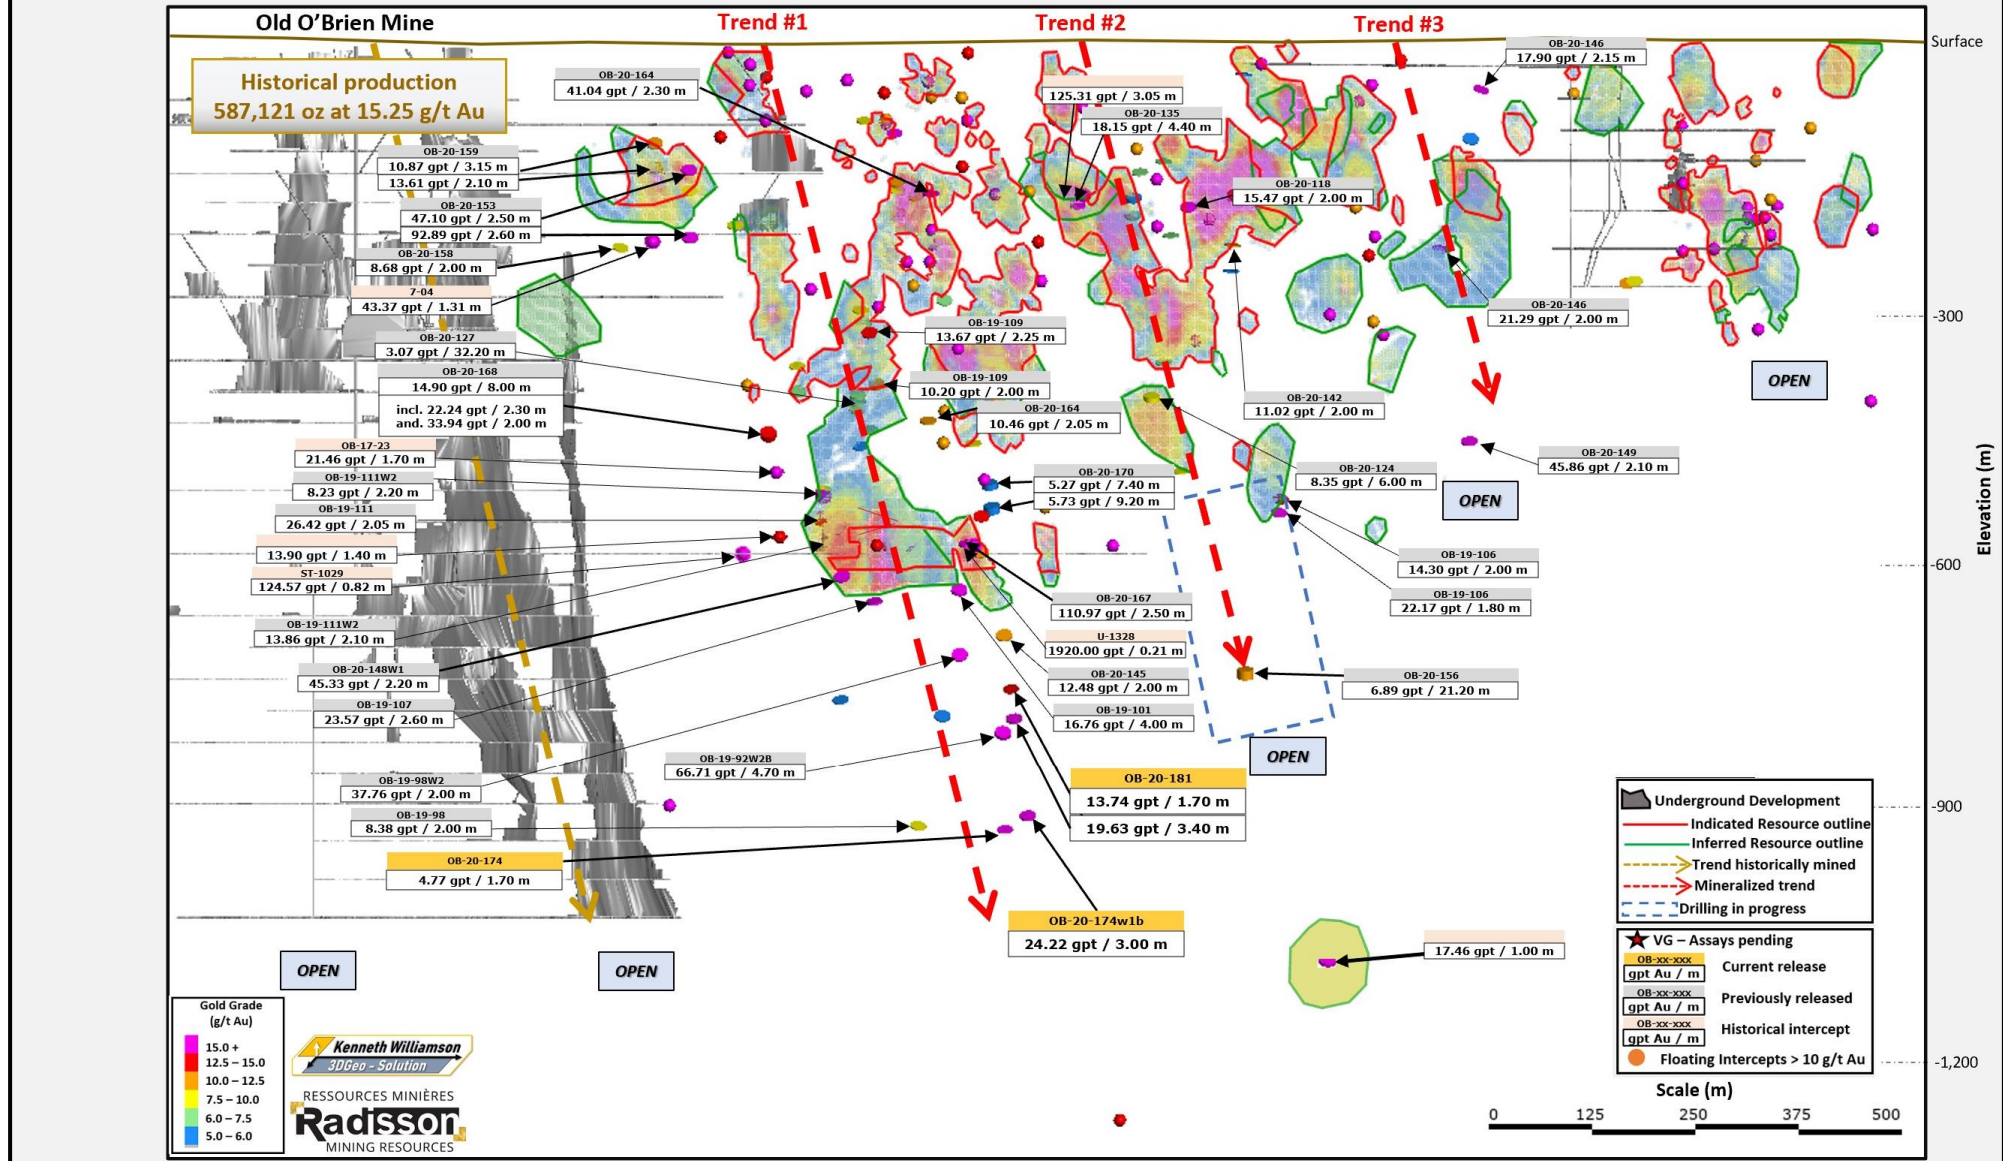 Old O'Brien Mine
Trend #1
Trend #2
Trend #3
Surface
Historical production
587,121 oz at 15.25 g/t Au
OB-20-164
41.04 gpt / 2.30 m
125.31 gpt / 3.05 m
OB-20-135
18.15 gpt / 4.40 m
OB-20-146
17.90 gpt / 2.15 m
OB-20-159
10.87 gpt / 3.15 m
13.61 gpt / 2.10 m
OB-20-153
47.10 gpt / 2.50 m
92.89 gpt / 2.60 m
OB-20-118
15.47 gpt / 2.00 m
OB-20-158
8.68 gpt / 2.00 m
7-04
43.37 gpt / 1.31 m
OB-20-146
21.29 gpt / 2.00 m
-300
OB-20-127
3.07 gpt / 32.20 m
OB-19-109
13.67 gpt / 2.25 m
OB-20-168
14.90 gpt / 8.00 m
incl. 22.24 gpt / 2.30 m
and. 33.94 gpt / 2.00 m
OB-19-109
10.20 gpt / 2.00 m
OB-20-164
10.46 gpt / 2.05 m
OB-20-142
11.02 gpt / 2.00 m
OPEN
OB-17-23
21.46 gpt / 1.70 m
OB-19-111W2
8.23 gpt / 2.20 m
OB-19-111
26.42 gpt / 2.05 m
13.90 gpt / 1.40 m
ST-1029
124.57 gpt / 0.82 m
OB-19-111W2
13.86 gpt / 2.10 m
OB-20-148W1
45.33 gpt / 2.20 m
OB-19-107
23.57 gpt / 2.60 m
OB-20-170
5.27 gpt / 7.40 m
5.73 gpt / 9.20 m
OB-20-124
8.35 gpt / 6.00 m
OB-20-149
45.86 gpt / 2.10 m
OPEN
Elevation (m)
OB-19-106
14.30 gpt / 2.00 m
-600
OB-19-106
22.17 gpt / 1.80 m
OB-20-167
110.97 gpt / 2.50 m
U-1328
1920.00 gpt / 0.21 m
OB-20-145
12.48 gpt / 2.00 m
OB-19-101
16.76 gpt / 4.00 m
OB-20-156
6.89 gpt / 21.20 m
OPEN
OB-19-92W2B
66.71 gpt / 4.70 m
OB-19-98W2
37.76 gpt / 2.00 m
OB-19-98
8.38 gpt / 2.00 m
OB-20-181
13.74 gpt / 1.70 m
19.63 gpt / 3.40 m
-900
OB-20-174
4.77 gpt / 1.70 m
OB-20-174w1b
24.22 gpt / 3.00 m
17.46 gpt / 1.00 m
OPEN
OPEN
Underground Development
Indicated Resource outline
Inferred Resource outline
Trend historically mined
Mineralized trend
Drilling in progress
VG – Assays pending
OB-xx-xxx
gpt Au / m
Current release
OB-xx-xxx
gpt Au / m
Previously released
OB-xx-xxx
gpt Au / m
Historical intercept
Floating Intercepts > 10 g/t Au
-1,200
Gold Grade
(g/t Au)
15.0 +
12.5 – 15.0
10.0 – 12.5
7.5 – 10.0
6.0 – 7.5
5.0 – 6.0
Kenneth Williamson
3DGeo - Solution
RESSOURCES MINIÈRES
Radisson
MINING RESOURCES
Scale (m)
0 125 250 375 500